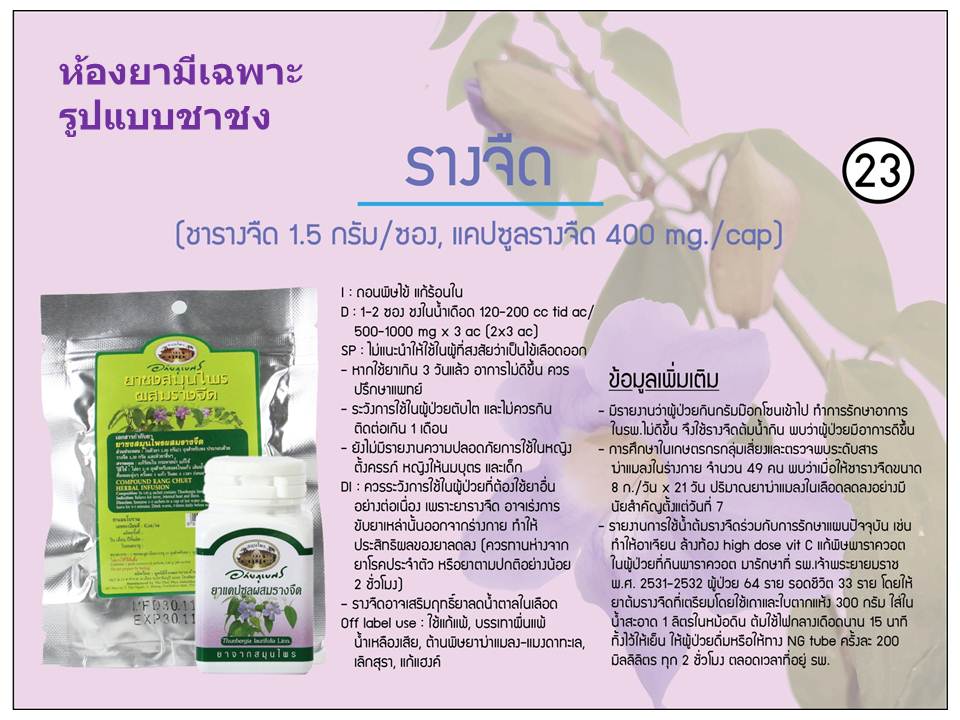 ห้องยามีเฉพาะ
รูปแบบชาชง
รางจืด
23
(ชารางจืด 1.5 กรัม/ซอง, แคปซูลรางจืด 400 mg./cap)
I : ถอนพิษไข้ แก้ร้อนใน
D : 1-2 ซอง ชงในน้ำเดือด 120-200 cc tid ac/
500-1000 mg x 3 ac (2x3 ac)
SP : ไม่แนะนำให้ใช้ในผู้ที่สงสัยว่าเป็นไข้เลือดออก
- หากใช้ยาเกิน 3 วันแล้ว อาการไม่ดีขึ้น ควร
ปรึกษาแพทย์
- ระวังการใช้ในผู้ป่วยตับไต และไม่ควรกิน
ติดต่อเกิน 1 เดือน
- ยังไม่มีรายงานความปลอดภัยการใช้ในหญิง
ตั้งครรภ์ หญิงให้นมบุตร และเด็ก
DI : ควรระวังการใช้ในผู้ป่วยที่ต้องใช้ยาอื่น
อย่างต่อเนื่อง เพราะยารางจืด อาจเร่งการ
ขับยาเหล่านั้นออกจากร่างกาย ทำให้
ประสิทธิผลของยาลดลง (ควรทานห่างจาก
ยาโรคประจำตัว หรือยาตามปกติอย่างน้อย
2 ชั่วโมง)
- รางจืดอาจเสริมฤทธิ์ยาลดน้ำตาลในเลือด
Off label use : ใช้แก้แพ้, บรรเทาผื่นแพ้
น้ำเหลืองเสีย, ต้านพิษยาฆ่าแมลง-แมงดาทะเล,
เลิกสุรา, แก้แฮงค์
ข้อมูลเพิ่มเติม
- มีรายงานว่าผู้ป่วยกินกรัมม๊อกโซนเข้าไป ทำการรักษาอาการ
ในรพ.ไม่ดีขึ้น จึงใช้รางจืดต้มน้ำกิน พบว่าผู้ป่วยมีอาการดีขึ้น
- การศึกษาในเกษตรกรกลุ่มเสี่ยงและตรวจพบระดับสาร
ฆ่าแมลงในร่างกาย จำนวน 49 คน พบว่าเมื่อให้ชารางจืดขนาด
8 ก./วัน x 21 วัน ปริมาณยาฆ่าแมลงในเลือดลดลงอย่างมี
นัยสำคัญตั้งแต่วันที่ 7
- รายงานการใช้น้ำต้มรางจืดร่วมกับการรักษาแผนปัจจุบัน เช่น
ทำให้อาเจียน ล้างท้อง high dose vit C แก้พิษพาราควอต
ในผู้ป่วยที่กินพาราควอต มารักษาที่ รพ.เจ้าพระยายมราช
พ.ศ. 2531-2532 ผู้ป่วย 64 ราย รอดชีวิต 33 ราย โดยให้
ยาต้มรางจืดที่เตรียมโดยใช้เถาและใบตากแห้ง 300 กรัม ใส่ใน
น้ำสะอาด 1 ลิตรในหม้อดิน ต้มใช้ไฟกลางเดือดนาน 15 นาที
ทิ้งไว้ให้เย็น ให้ผู้ป่วยดื่มหรือให้ทาง NG tube ครั้งละ 200
มิลลิลิตร ทุก 2 ชั่วโมง ตลอดเวลาที่อยู่ รพ.
อภัยภูเบศร
ยาชงสมุนไพร
ผสมรางจืด
เอกสารกำกับยา
ยาชงสมุนไพรผสมรางจืด
COMPOUND RANG CHUET
HERBAL INFUSION
MFD30.11
EXP30.11
อภัยภูเบศร
ยาแคปซูลผสมรางจืด
Thunbergia laurifolia Linn.
ยาจากสมุนไพร